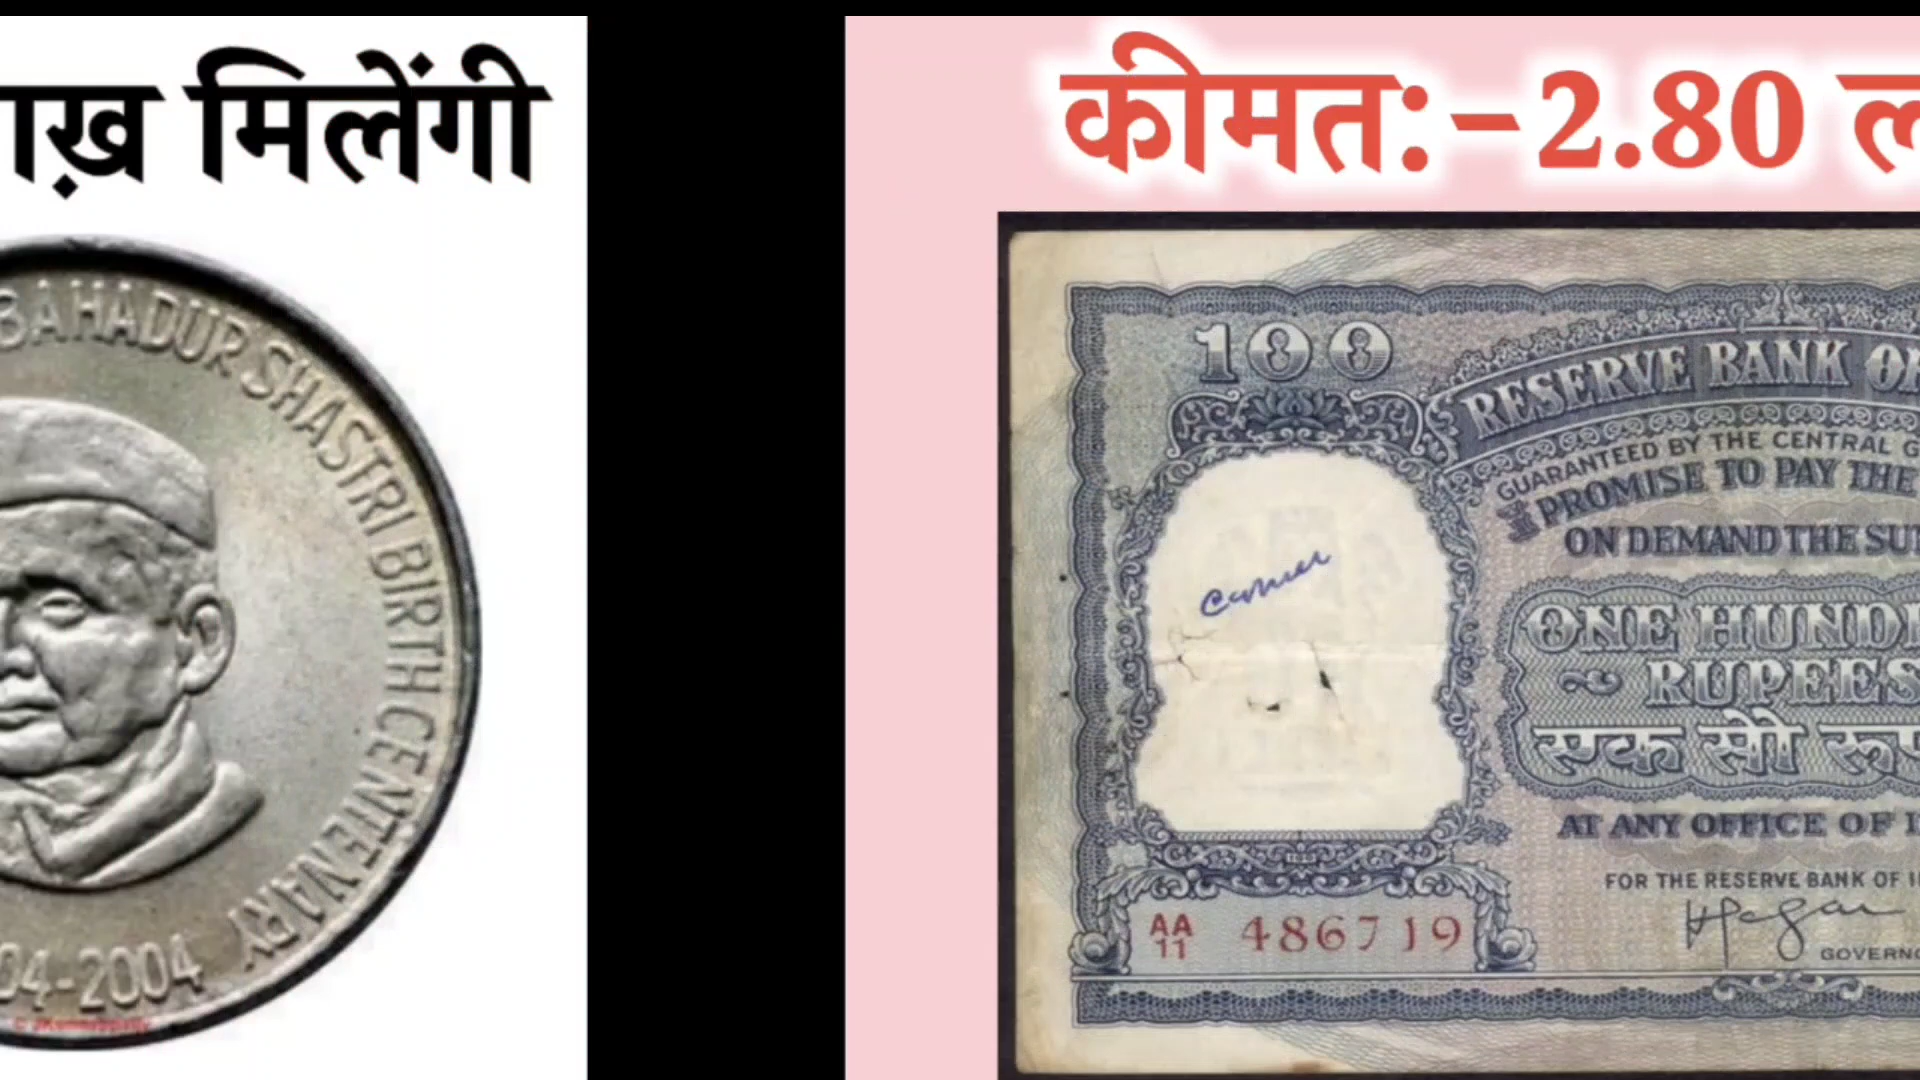 ाख़ मिलेंगी
BAHADUR SHASTRI BIRTH CENTENARY
04-2004
कीमत:-2.80 ल
100
RESERVE BANK O
GUARANTEED BY THE CENTRAL G
I PROMISE TO PAY THE
ON DEMAND THE SU
ONE HUND
RUPEES
एक सौ रूप
AT ANY OFFICE OF I
FOR THE RESERVE BANK OF I
GOVERNO
AA
11
486719